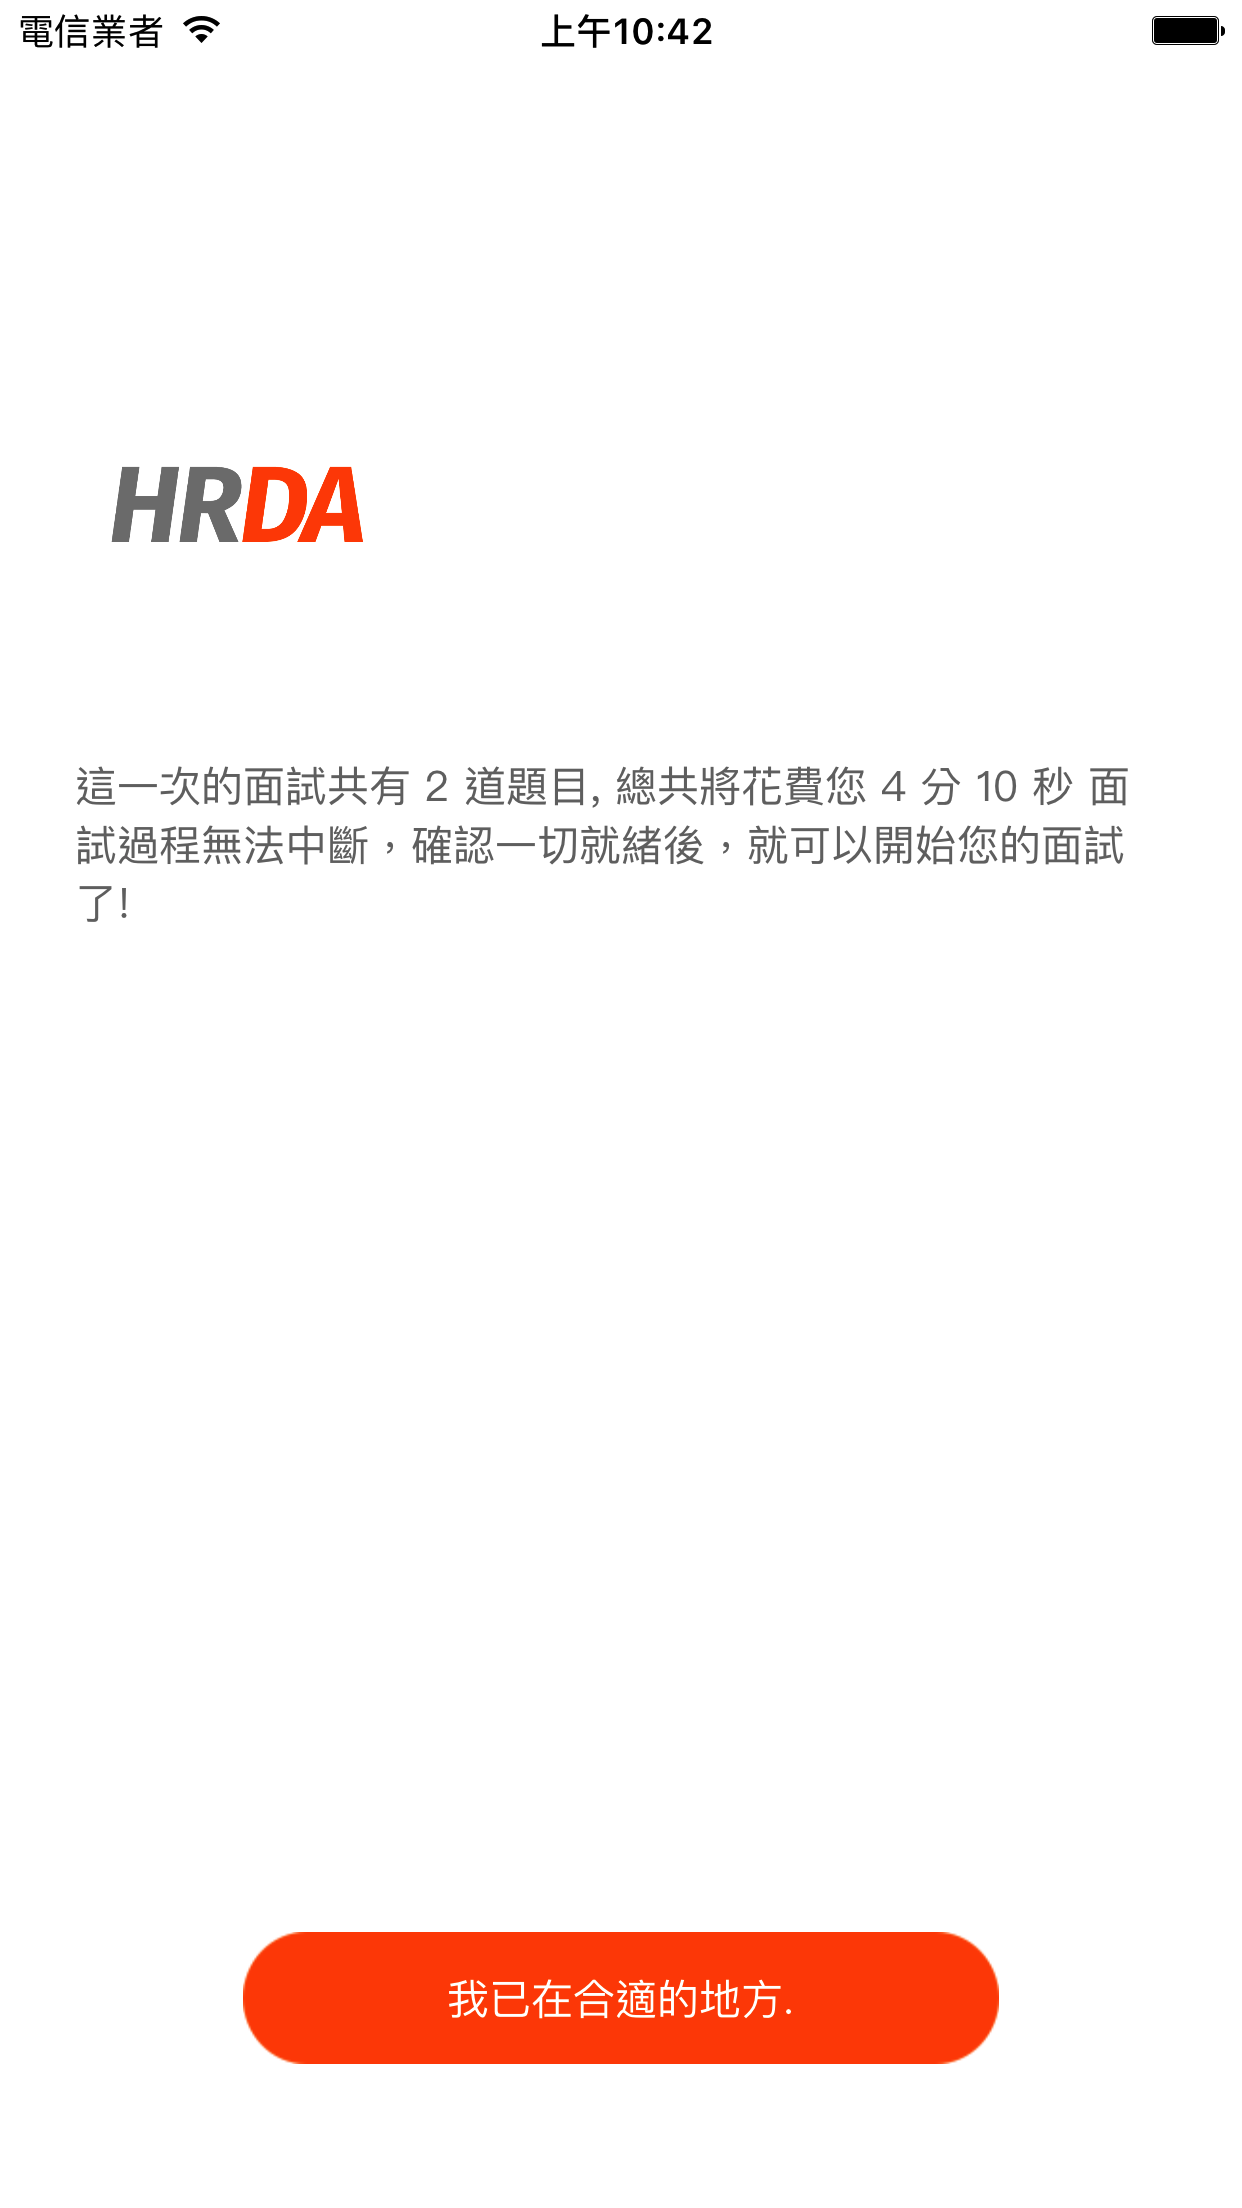 電信業者 上午10:42
HRDA
這一次的面試共有 2 道題目, 總共將花費您 4 分 10 秒 面
試過程無法中斷，確認一切就緒後，就可以開始您的面試
了!
我已在合適的地方.